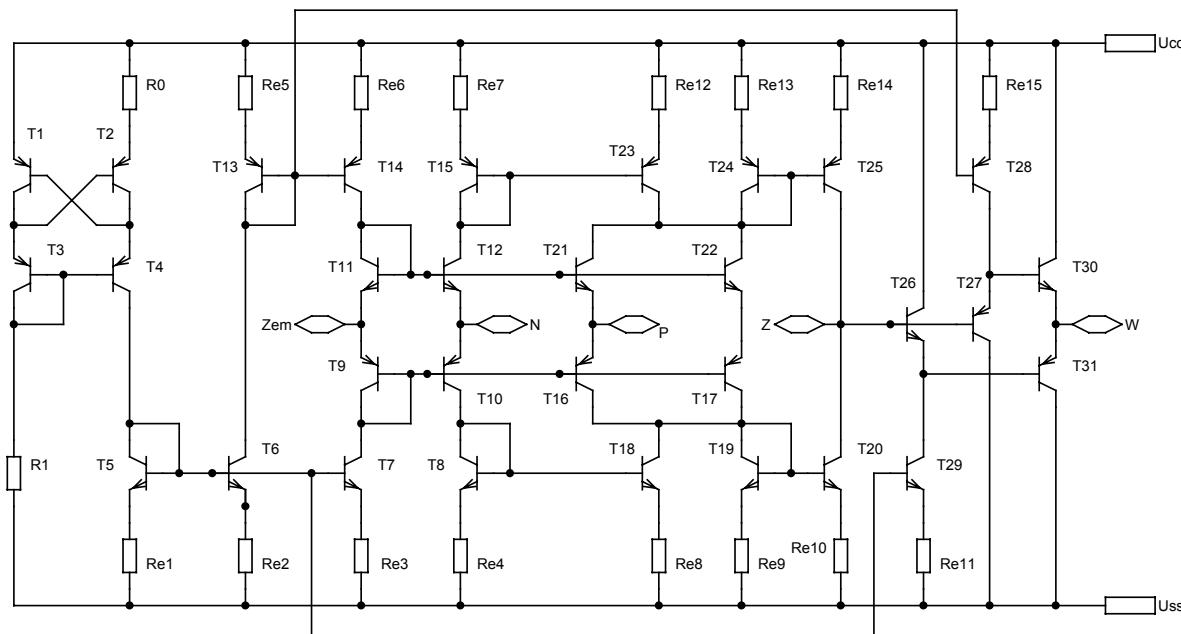 Ucc
R0 Re5 Re6 Re7 Re12 Re13 Re14 Re15
T1 T2 T13 T14 T15 T23 T24 T25 T28
T3 T4 T11 T12 T21 T22 T26 T27 T30
Zem N P Z W
T9 T10 T16 T17 T31
R1 T5 T6 T7 T8 T18 T19 T20 T29
Re1 Re2 Re3 Re4 Re8 Re9 Re10 Re11
Uss